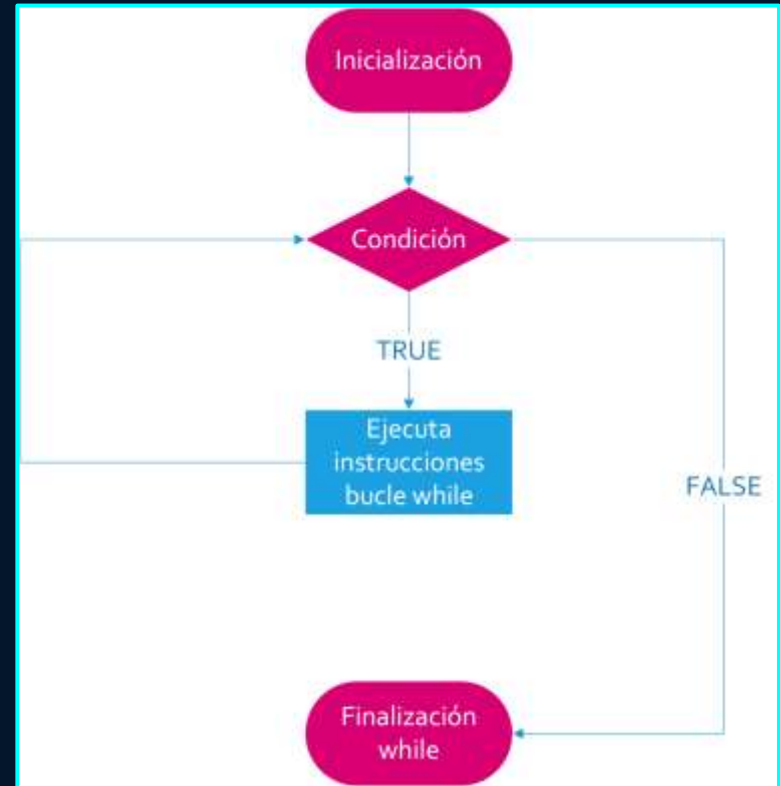 Inicialización
Condición
TRUE
Ejecuta
instrucciones
bucle while
FALSE
Finalización
while